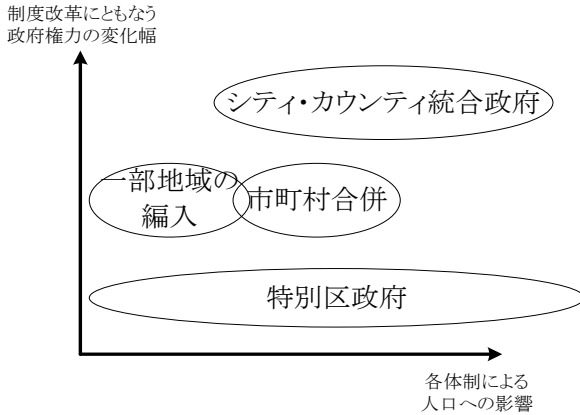 制度改革にともなう
政府権力の変化幅
シティ・カウンティ統合政府
一部地域の
編入
市町村合併
特別区政府
各体制による
人口への影響